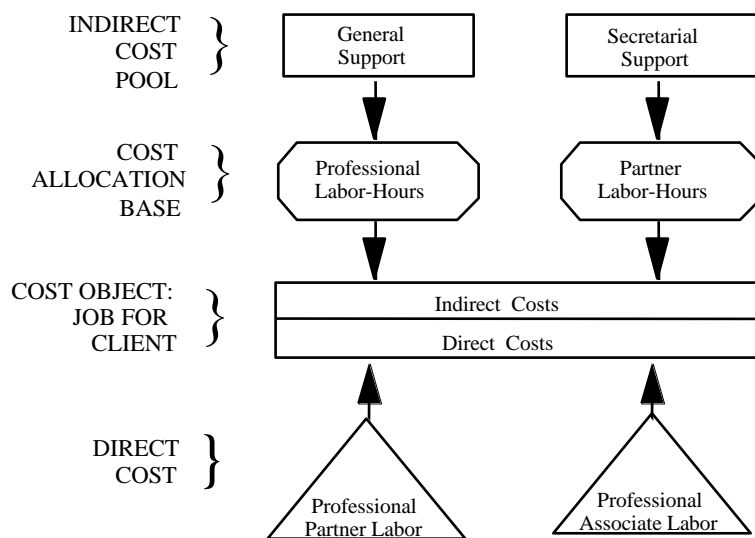 INDIRECT
COST
POOL
General
Support
Secretarial
Support
COST
ALLOCATION
BASE
Professional
Labor-Hours
Partner
Labor-Hours
COST OBJECT:
JOB FOR
CLIENT
Indirect Costs
Direct Costs
DIRECT
COST
Professional
Partner Labor
Professional
Associate Labor